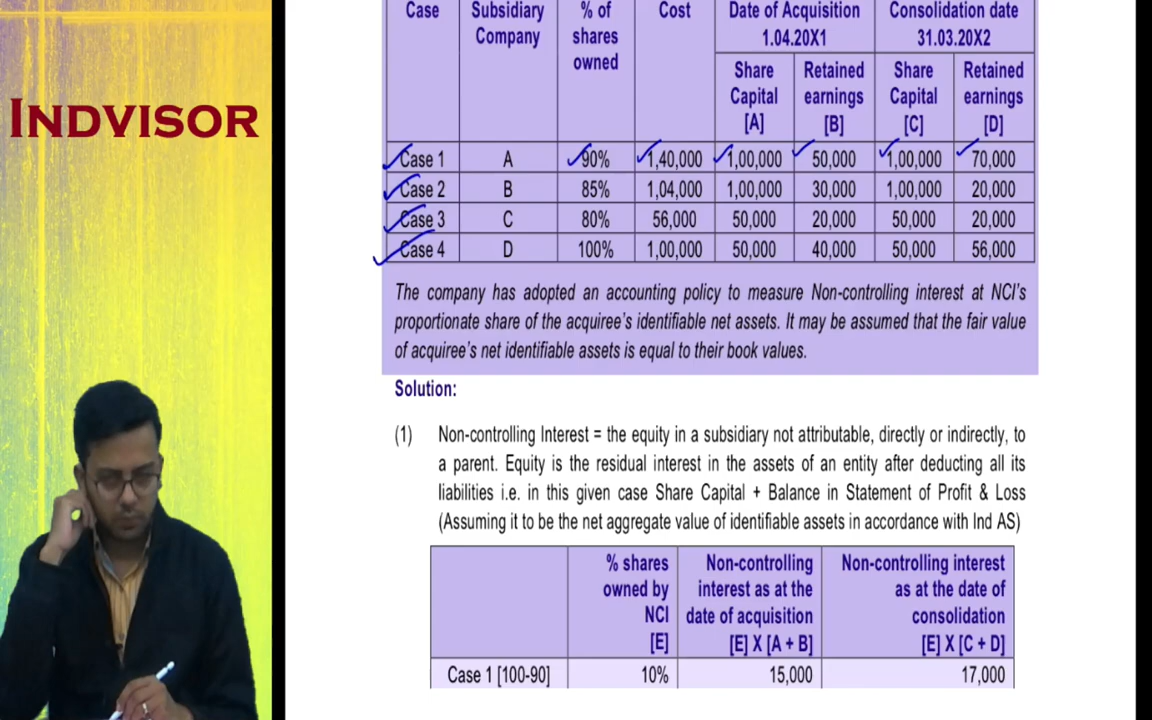 INDVISOR
Case Subsidiary Company % of shares owned Cost Date of Acquisition 1.04.20X1 Consolidation date 31.03.20X2
Share Capital [A] Retained earnings [B] Share Capital [C] Retained earnings [D]
Case 1 A 90% 1,40,000 1,00,000 50,000 1,00,000 70,000
Case 2 B 85% 1,04,000 1,00,000 30,000 1,00,000 20,000
Case 3 C 80% 56,000 50,000 20,000 50,000 20,000
Case 4 D 100% 1,00,000 50,000 40,000 50,000 56,000
The company has adopted an accounting policy to measure Non-controlling interest at NCI's
proportionate share of the acquiree's identifiable net assets. It may be assumed that the fair value
of acquiree's net identifiable assets is equal to their book values.
Solution:
(1) Non-controlling Interest = the equity in a subsidiary not attributable, directly or indirectly, to
a parent. Equity is the residual interest in the assets of an entity after deducting all its
liabilities i.e. in this given case Share Capital + Balance in Statement of Profit & Loss
(Assuming it to be the net aggregate value of identifiable assets in accordance with Ind AS)
% shares owned by NCI [E] Non-controlling interest as at the date of acquisition [E] X [A + B] Non-controlling interest as at the date of consolidation [E] X [C + D]
Case 1 [100-90] 10% 15,000 17,000